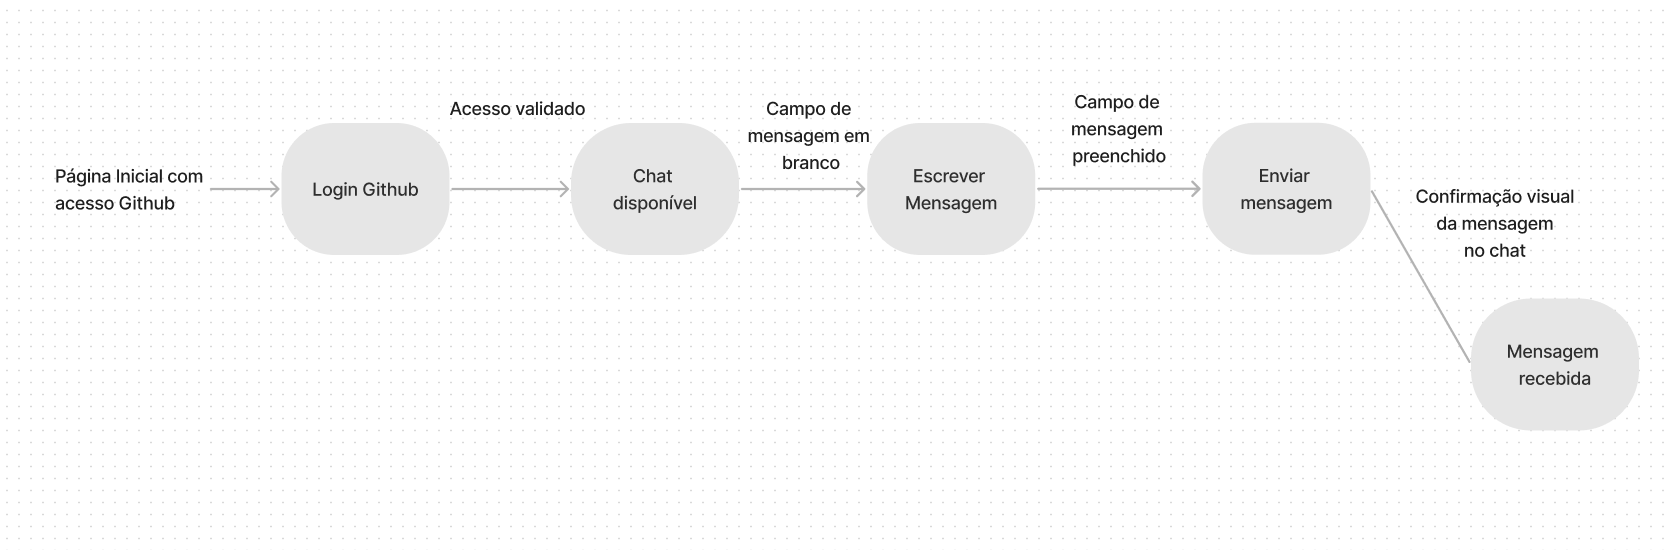 Página Inicial com
acesso Github
Login Github
Acesso validado
Chat
disponível
Campo de
mensagem em
branco
Escrever
Mensagem
Campo de
mensagem
preenchido
Enviar
mensagem
Confirmação visual
da mensagem
no chat
Mensagem
recebida